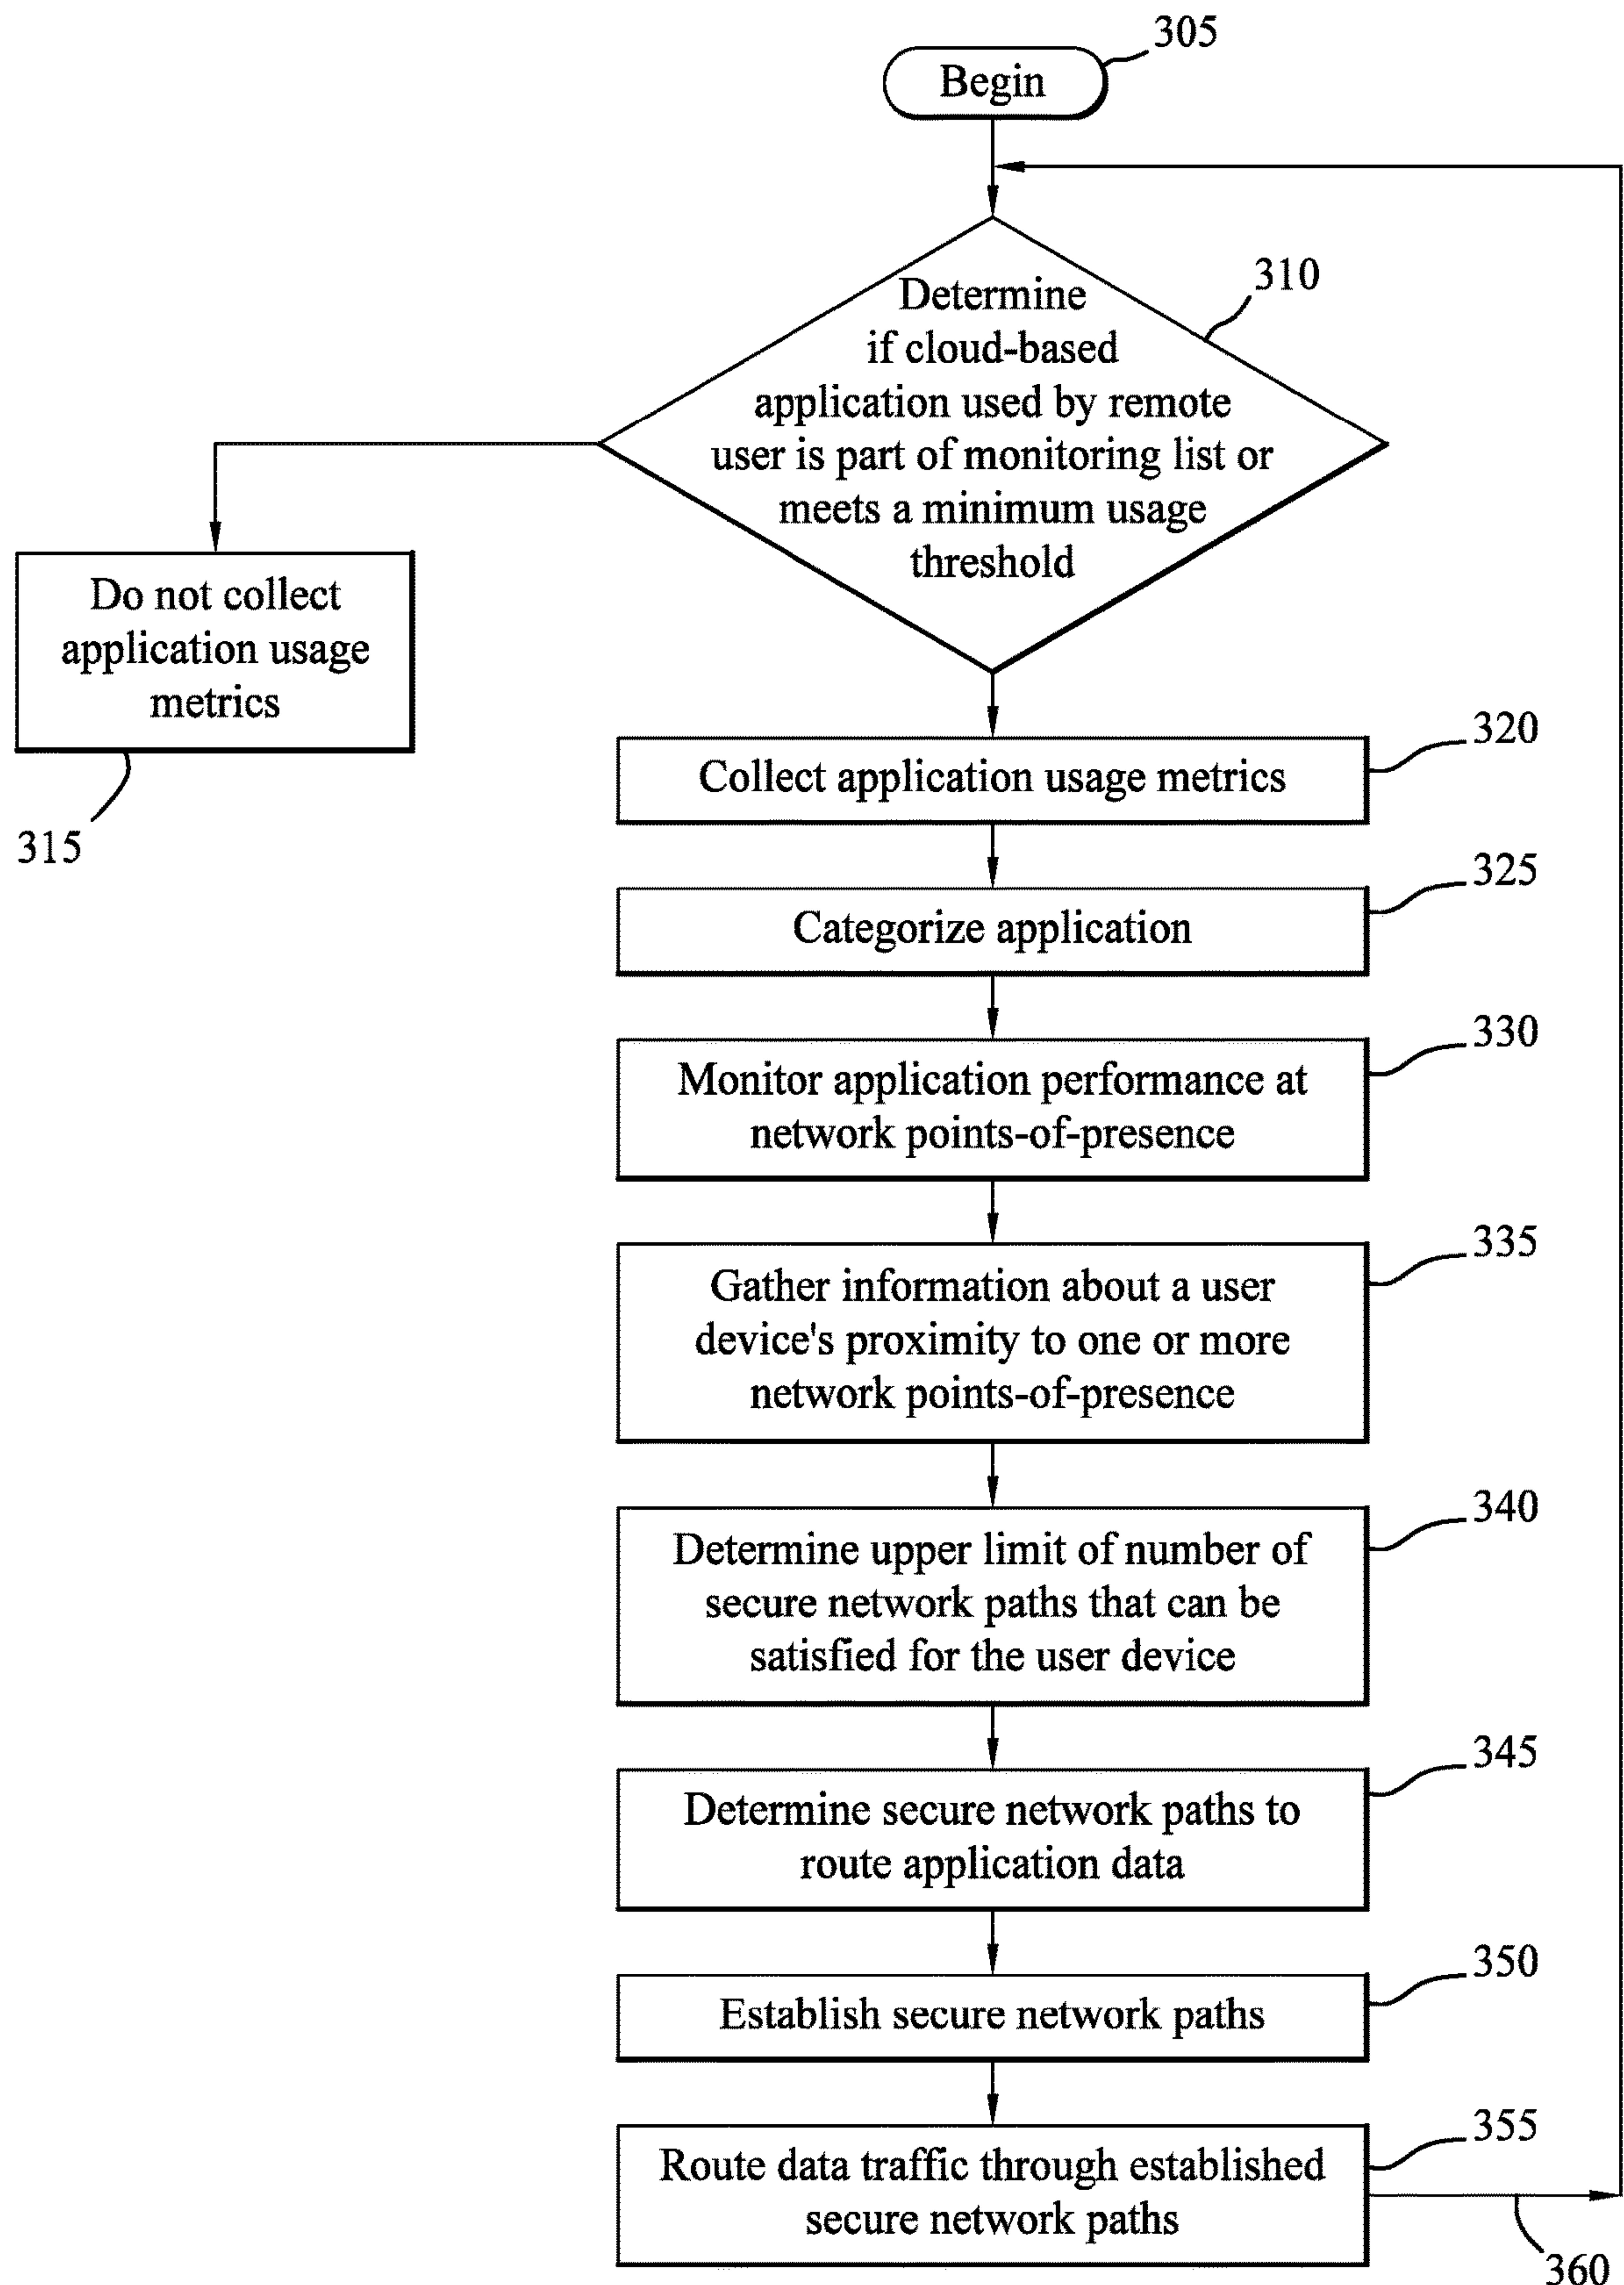 305
Begin
310
Determine
if cloud-based
application used by remote
user is part of monitoring list or
meets a minimum usage
threshold
Do not collect
application usage
metrics
315
320
Collect application usage metrics
325
Categorize application
330
Monitor application performance at
network points-of-presence
335
Gather information about a user
device's proximity to one or more
network points-of-presence
340
Determine upper limit of number of
secure network paths that can be
satisfied for the user device
345
Determine secure network paths to
route application data
350
Establish secure network paths
355
Route data traffic through established
secure network paths
360